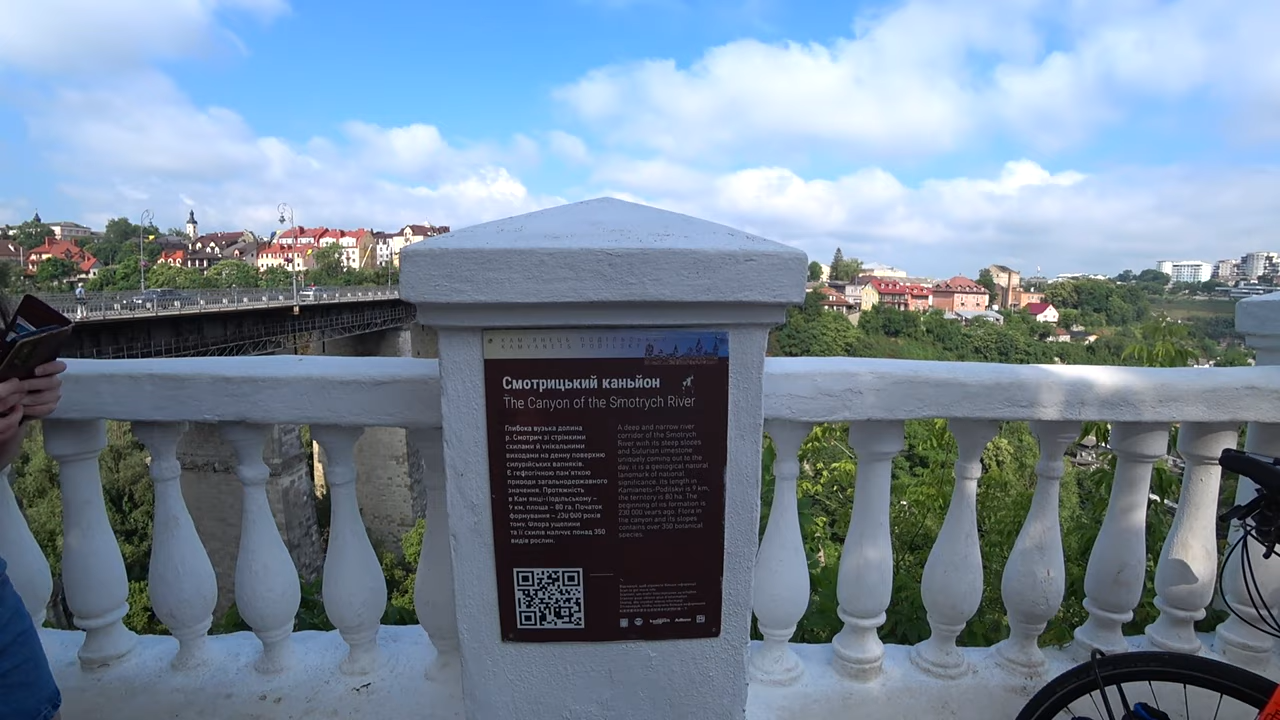 КАМ'ЯНЕЦЬ ПОДІЛЬСЬКИЙ
KAMYANETS PODILSKYI
Смотрицький каньйон
The Canyon of the Smotrych River
Глибока вузька долина
р. Смотрич зі стрімкими
схилами й унікальними
виходами на денну поверхню
силурійських вапняків.
Є геологічною пам'яткою
природи загальнодержавного
значення. Протяжність
в Кам'янці-Подільському –
9 км, площа – 80 га. Початок
формування – 230 000 років
тому. Флора ущелини
та її схилів налічує понад 350
видів рослин.
A deep and narrow river
corridor of the Smotrych
River with its steep slopes
and Sulurian limestone
uniquely coming out to the
day. It is a geological natural
landmark of national
significance, its length in
Kamianets-Podilskyi is 9 km,
the territory is 80 ha. The
beginning of its formation is
230 000 years ago. Flora in
the canyon and its slopes
contains over 350 botanical
species.